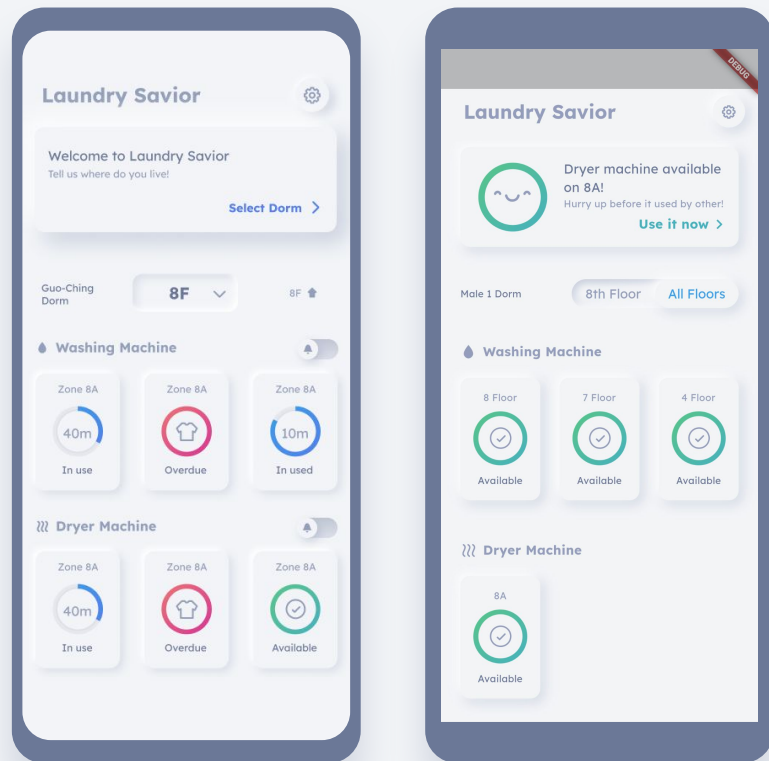 Laundry Savior
Welcome to Laundry Savior
Tell us where do you live!
Select Dorm
Guo-Ching
Dorm
8F
8F
Washing Machine
Zone 8A
Zone 8A
Zone 8A
40m
10m
In use
Overdue
In used
Dryer Machine
Zone 8A
Zone 8A
Zone 8A
40m
In use
Overdue
Available
DEBUG
Laundry Savior
Dryer machine available
on 8A!
Hurry up before it used by other!
Use it now
Male 1 Dorm
8th Floor
All Floors
Washing Machine
8 Floor
7 Floor
4 Floor
Available
Available
Available
Dryer Machine
8A
Available